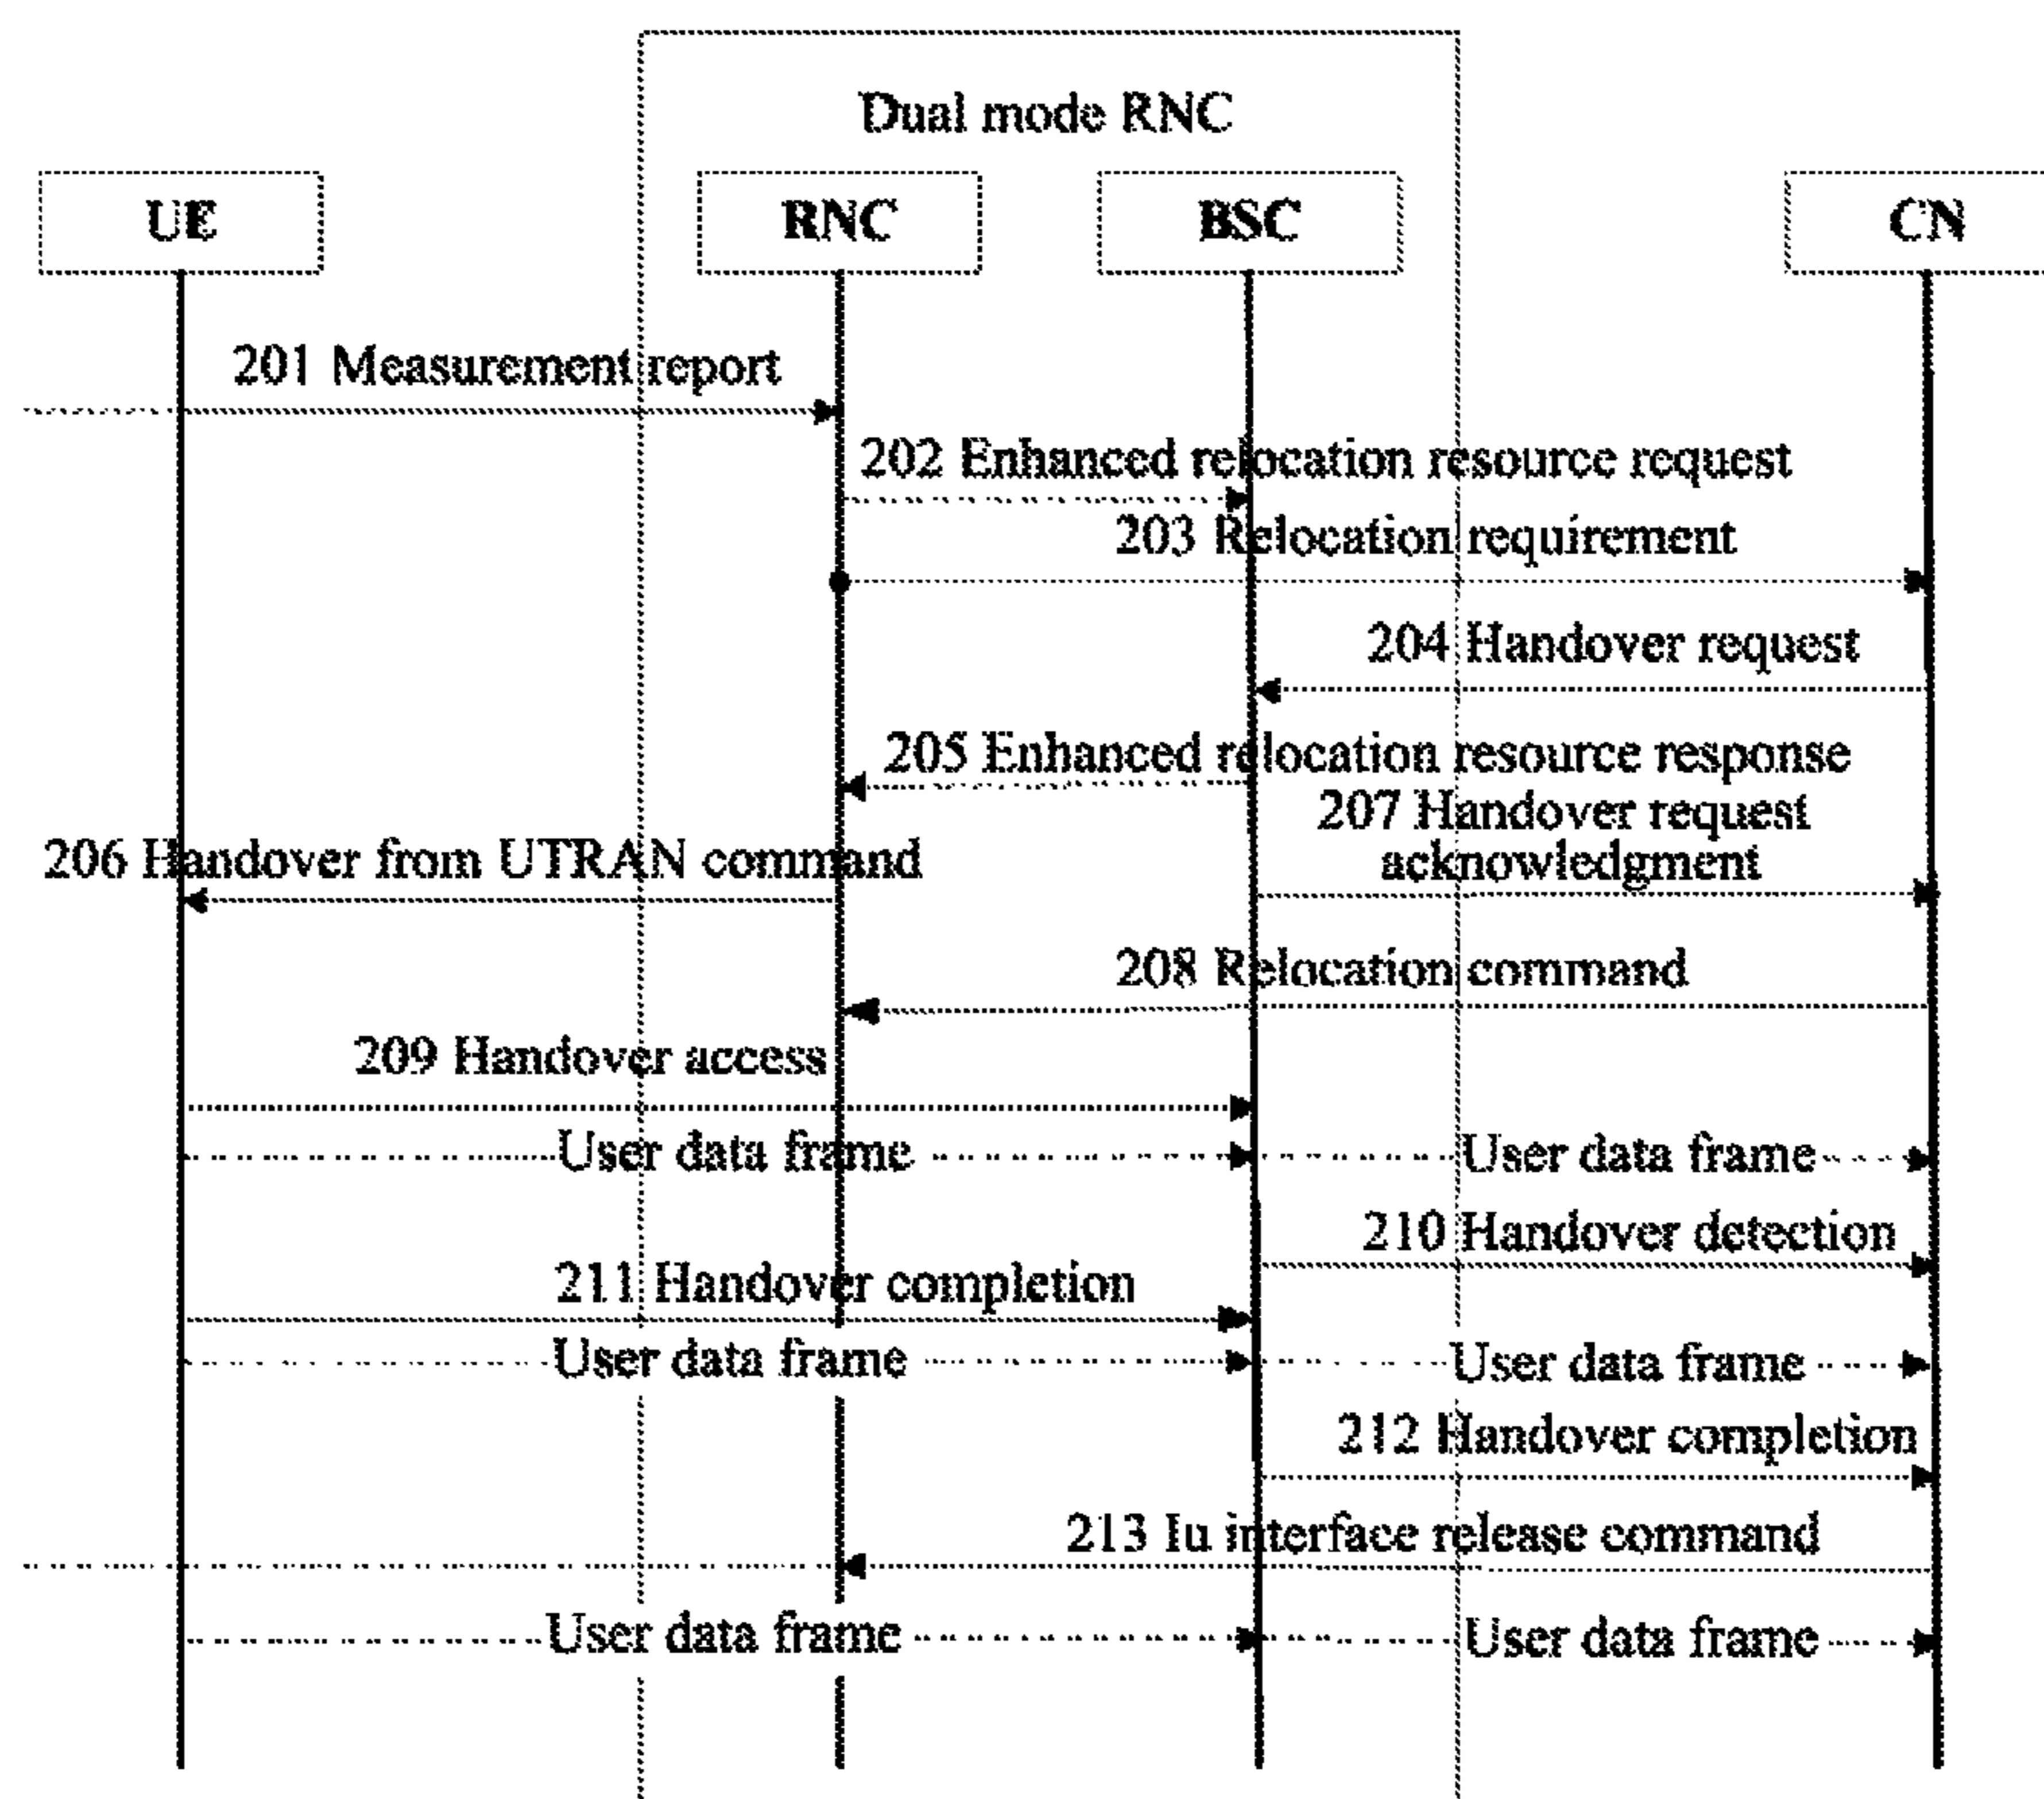 Dual mode RNC
UE
RNC
BSC
CN
201 Measurement report
202 Enhanced relocation resource request
203 Relocation requirement
204 Handover request
205 Enhanced relocation resource response
207 Handover request
acknowledgment
206 Handover from UTRAN command
208 Relocation command
209 Handover access
User data frame
User data frame
210 Handover detection
211 Handover completion
User data frame
User data frame
212 Handover completion
213 Iu interface release command
User data frame
User data frame